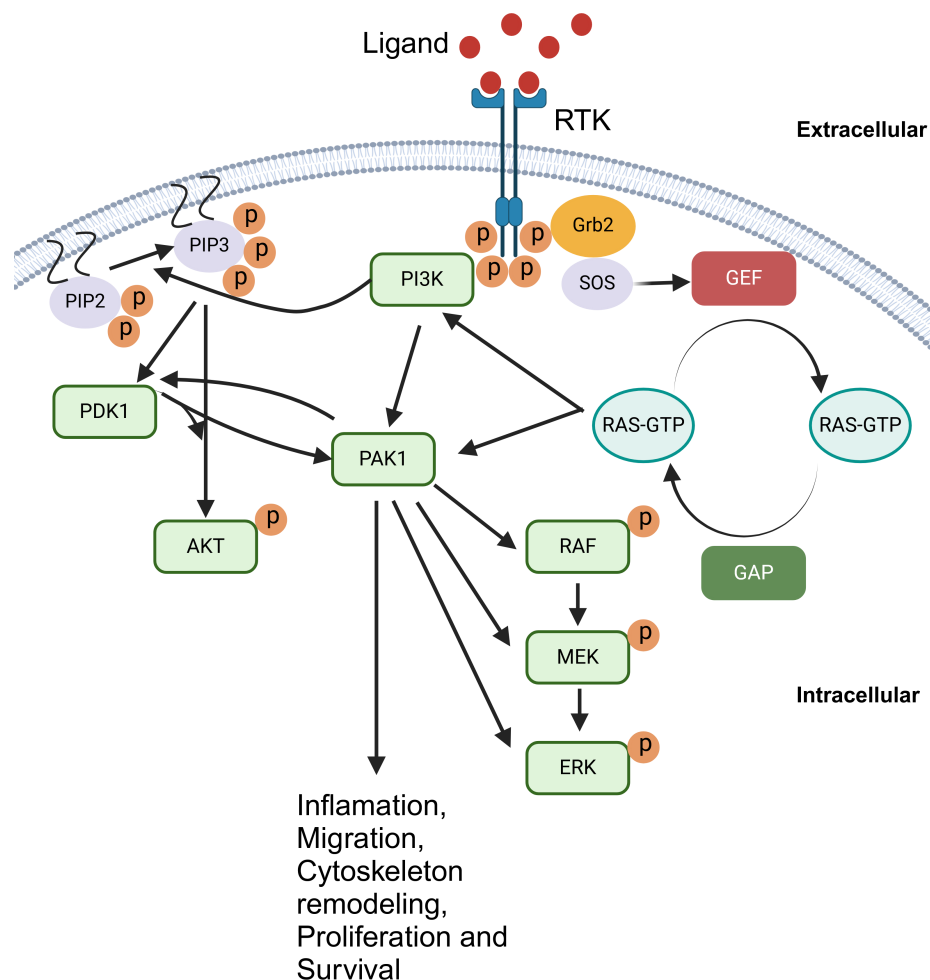 Ligand
RTK
Extracellular
p
p
p
PIP3
p
p
Grb2
p
p
PI3K
SOS
GEF
PIP2
p
p
PDK1
RAS-GTP
RAS-GTP
PAK1
AKT
p
RAF
p
GAP
MEK
p
Intracellular
ERK
p
Inflamation,
Migration,
Cytoskeleton
remodeling,
Proliferation and
Survival